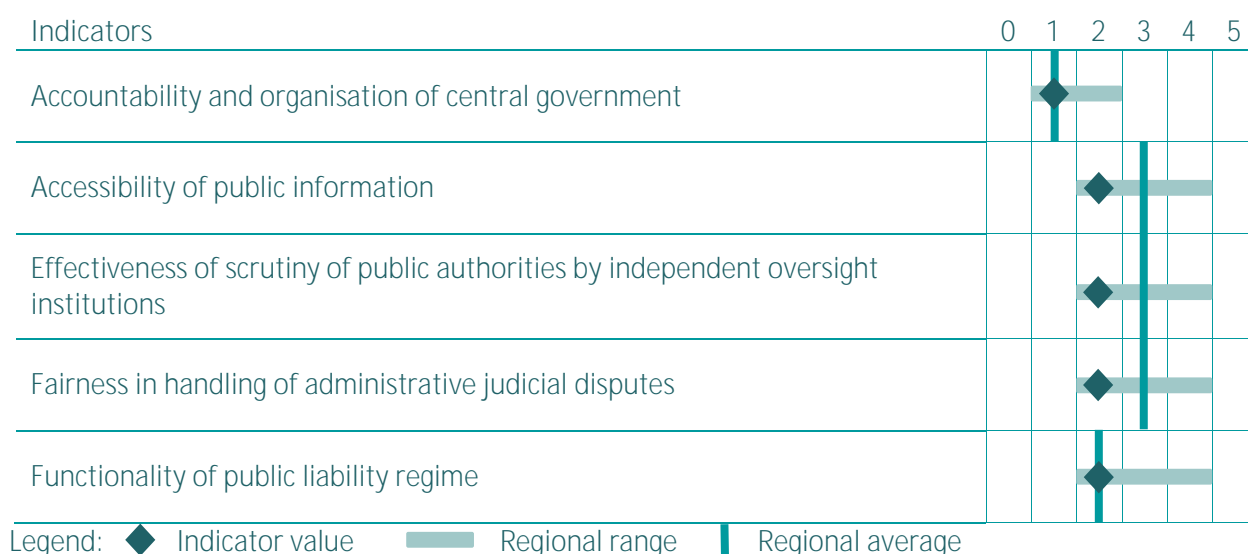 Indicators 0 1 2 3 4 5
Accountability and organisation of central government
Accessibility of public information
Effectiveness of scrutiny of public authorities by independent oversight
institutions
Fairness in handling of administrative judicial disputes
Functionality of public liability regime
Legend: Indicator value Regional range Regional average